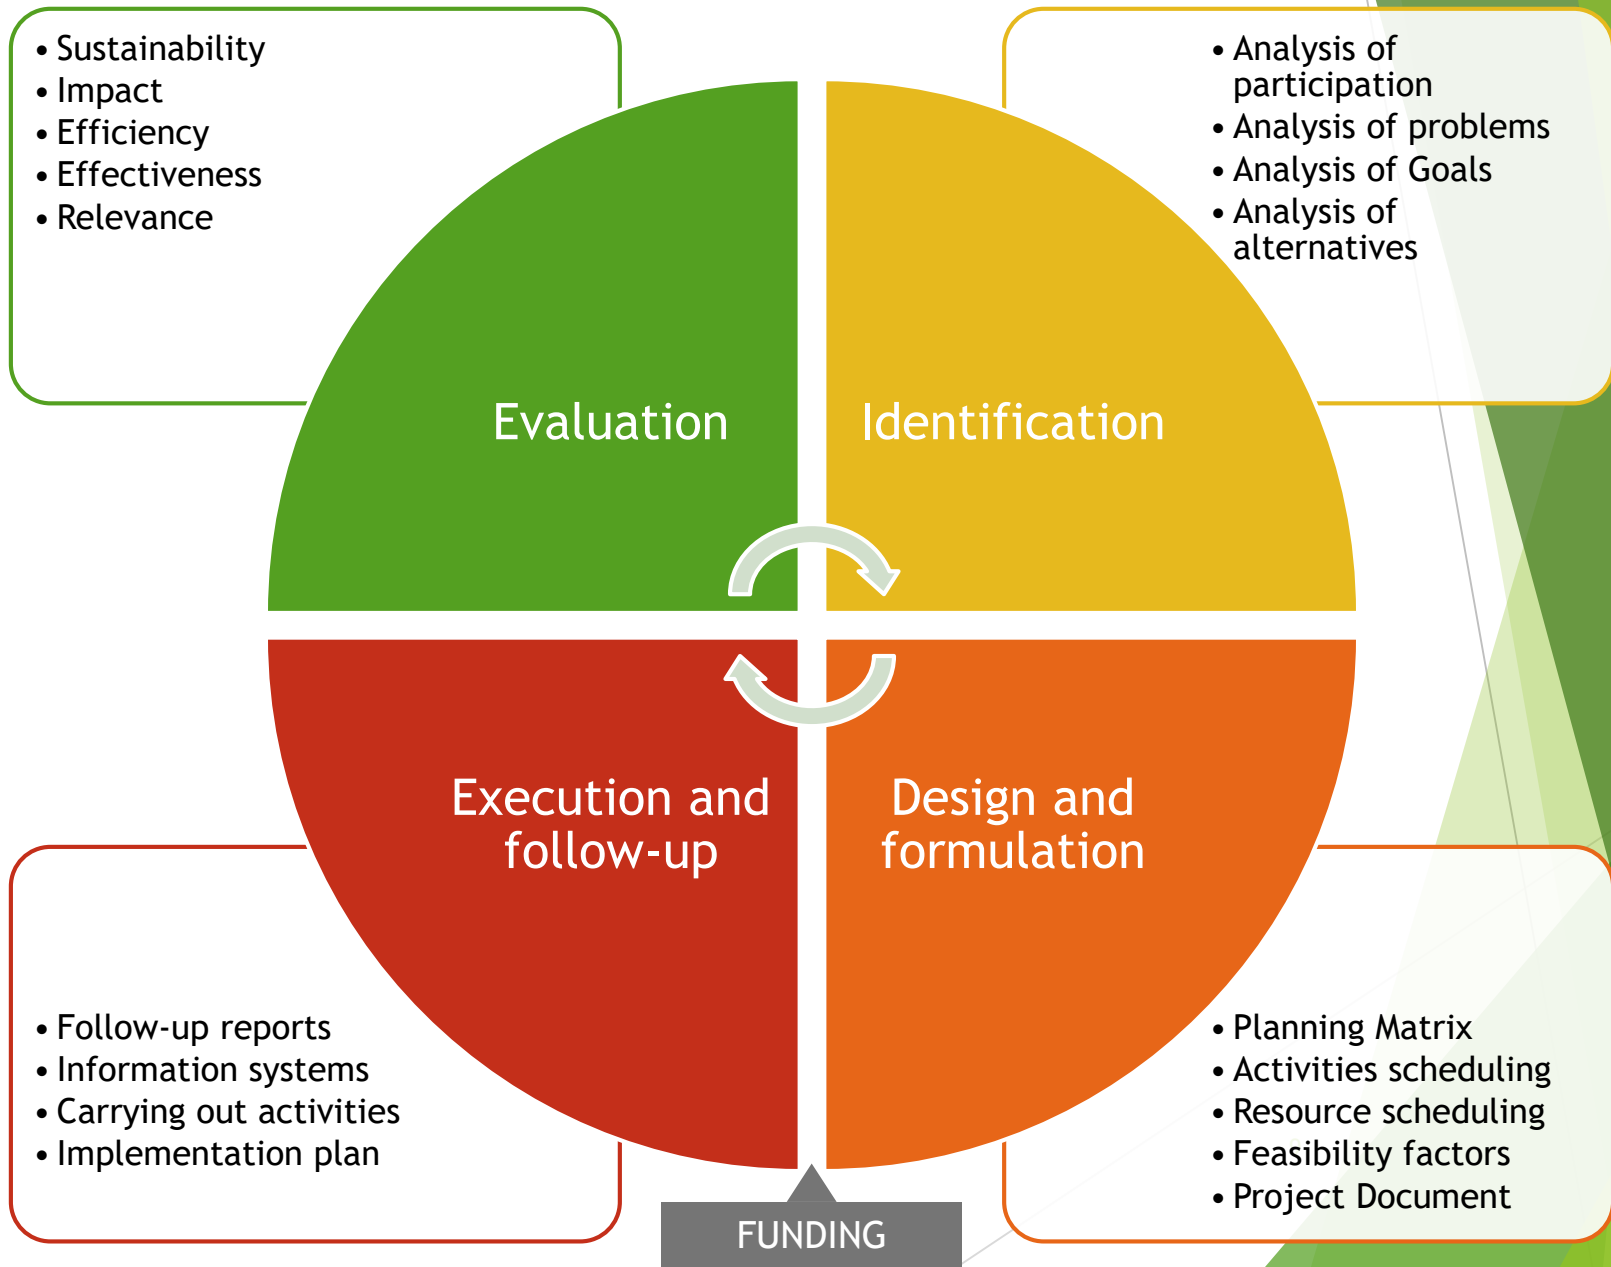 • Sustainability
• Impact
• Efficiency
• Effectiveness
• Relevance
• Analysis of
participation
• Analysis of problems
• Analysis of Goals
• Analysis of
alternatives
Evaluation
Identification
Execution and
follow-up
Design and
formulation
• Follow-up reports
• Information systems
• Carrying out activities
• Implementation plan
• Planning Matrix
• Activities scheduling
• Resource scheduling
• Feasibility factors
• Project Document
FUNDING